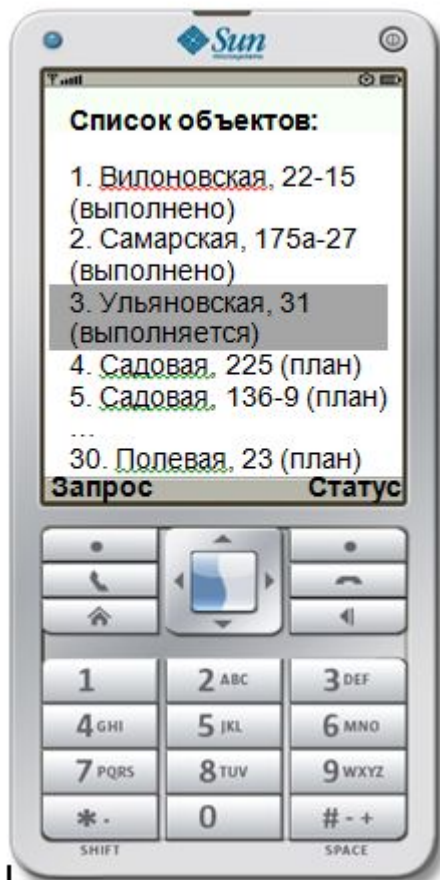 Sun
microsystems
Список объектов:
1. Вилоновская, 22-15
(выполнено)
2. Самарская, 175а-27
(выполнено)
3. Ульяновская, 31
(выполняется)
4. Садовая, 225 (план)
5. Садовая, 136-9 (план)
...
30. Полевая, 23 (план)
Запрос Статус
1 2 ABC 3 DEF
4 GHI 5 JKL 6 MNO
7 PQRS 8 TUV 9 WXYZ
* . 0 # - +
SHIFT SPACE